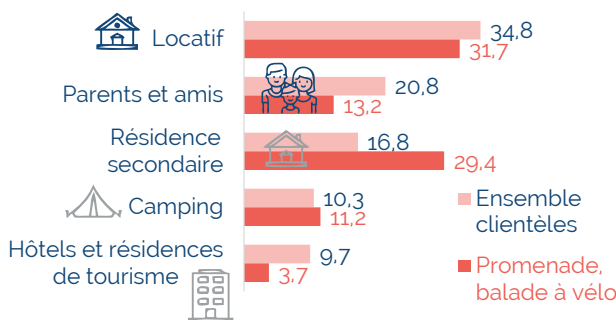 Locatif
34,8
31,7
Parents et amis
20,8
13,2
Résidence
secondaire
16,8
29,4
Camping
10,3
11,2
Hôtels et résidences
de tourisme
9,7
3,7
Ensemble
clientèles
Promenade,
balade à vélo